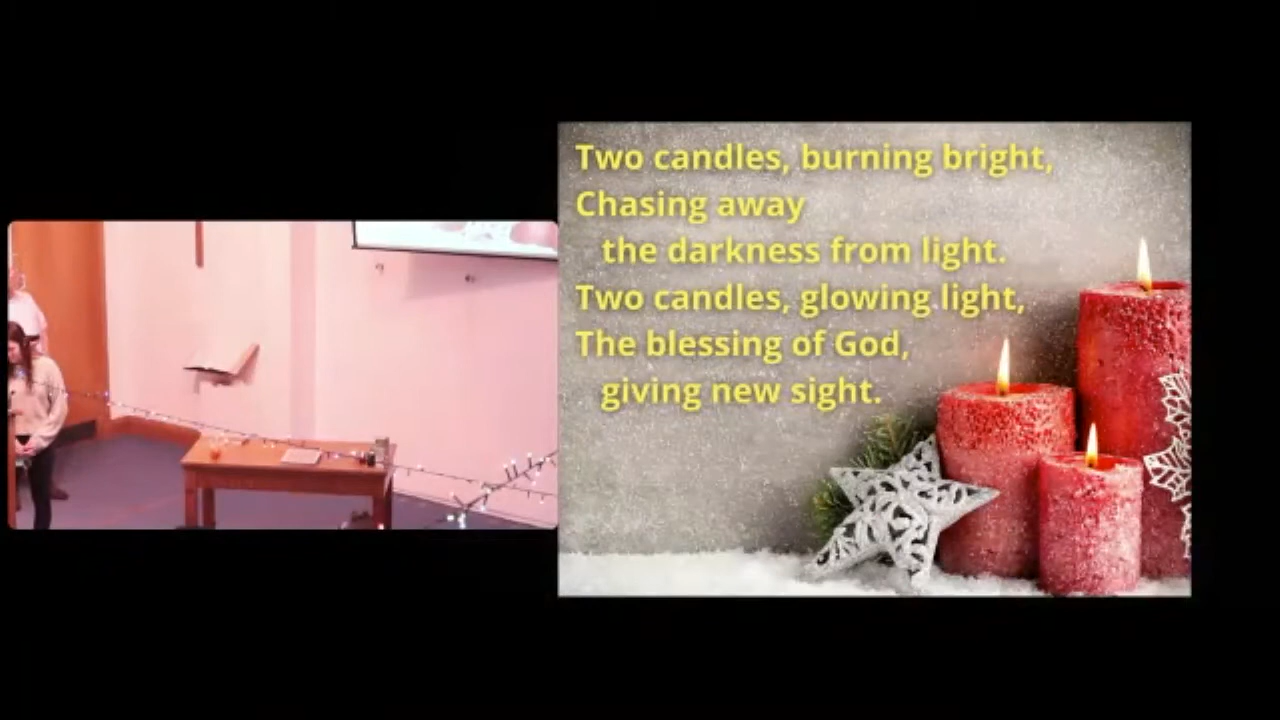 Two candles, burning bright,
Chasing away
the darkness from light.
Two candles, glowing light,
The blessing of God,
giving new sight.